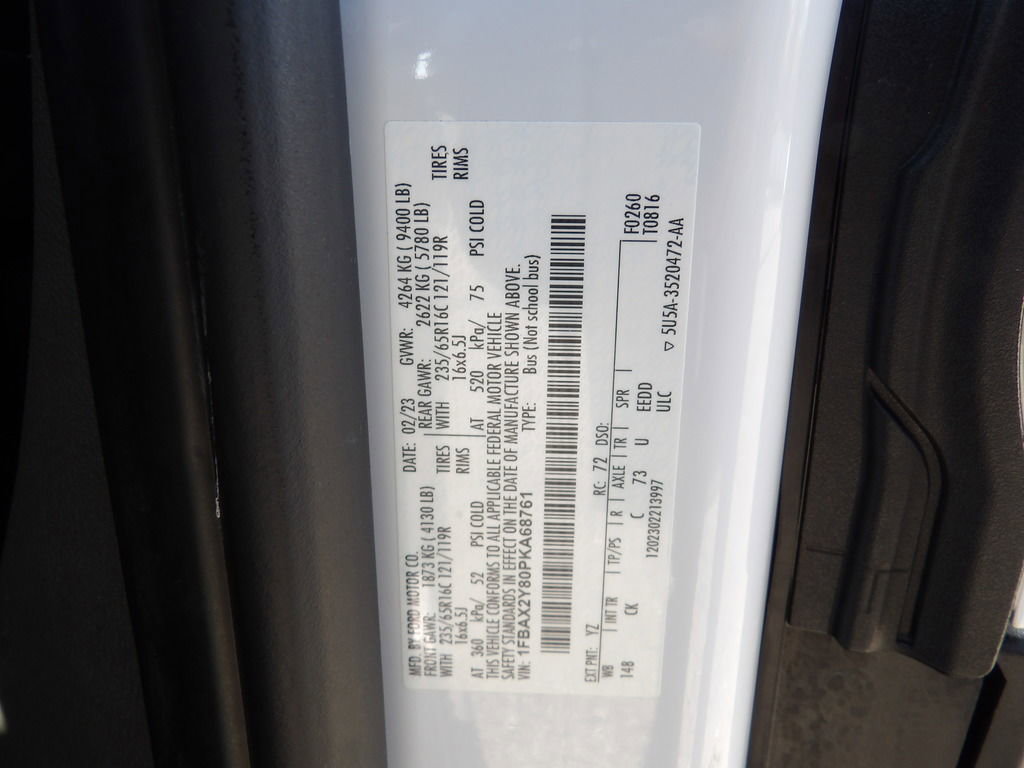 MFD. BY FORD MOTOR CO. DATE: 02/23 GVWR: 4264 KG ( 9400 LB)
FRONT GAWR: 1873 KG ( 4130 LB) REAR GAWR: 2622 KG ( 5780 LB)
WITH 235/65R16C 121/119R TIRES WITH 235/65R16C 121/119R TIRES
16x6.5J RIMS 16x6.5J RIMS
AT 360 kPa/ 52 PSI COLD AT 520 kPa/ 75 PSI COLD
THIS VEHICLE CONFORMS TO ALL APPLICABLE FEDERAL MOTOR VEHICLE
SAFETY STANDARDS IN EFFECT ON THE DATE OF MANUFACTURE SHOWN ABOVE.
VIN: 1FBAX2Y80PKA68761 TYPE: Bus (Not school bus)
EXT PNT: YZ RC: 72 DSO: F0260
WB INT TR TP/PS R AXLE TR SPR T0816
148 CK C 73 U EEDD
ULC
1202302213997 ▽ 5U5A-3520472-AA